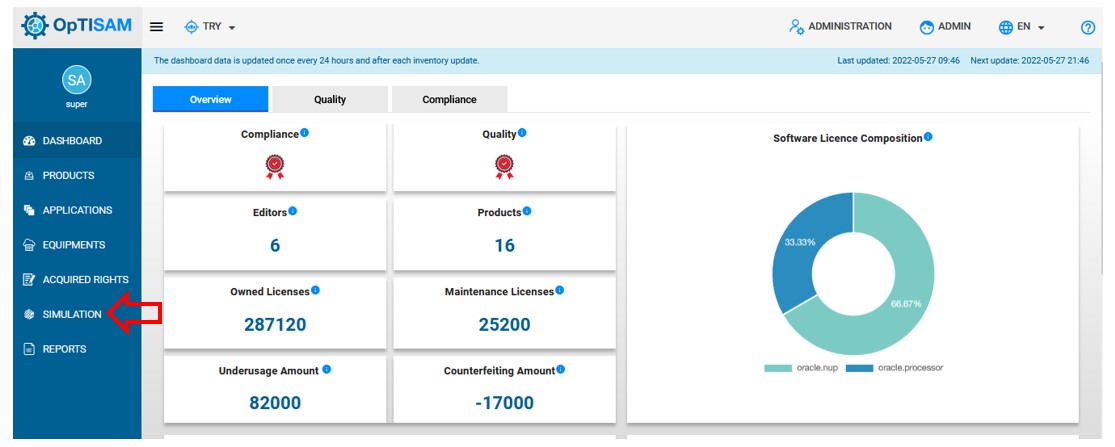 OpTISAM
TRY
ADMINISTRATION
ADMIN
EN
SA
super
DASHBOARD
PRODUCTS
APPLICATIONS
EQUIPMENTS
ACQUIRED RIGHTS
SIMULATION
REPORTS
The dashboard data is updated once every 24 hours and after each inventory update.
Last updated: 2022-05-27 09:46 Next update: 2022-05-27 21:46
Overview
Quality
Compliance
Compliance
Quality
Editors
6
Products
16
Owned Licenses
287120
Maintenance Licenses
25200
Underusage Amount
82000
Counterfeiting Amount
-17000
Software Licence Composition
33.33%
66.67%
oracle.nup
oracle.processor